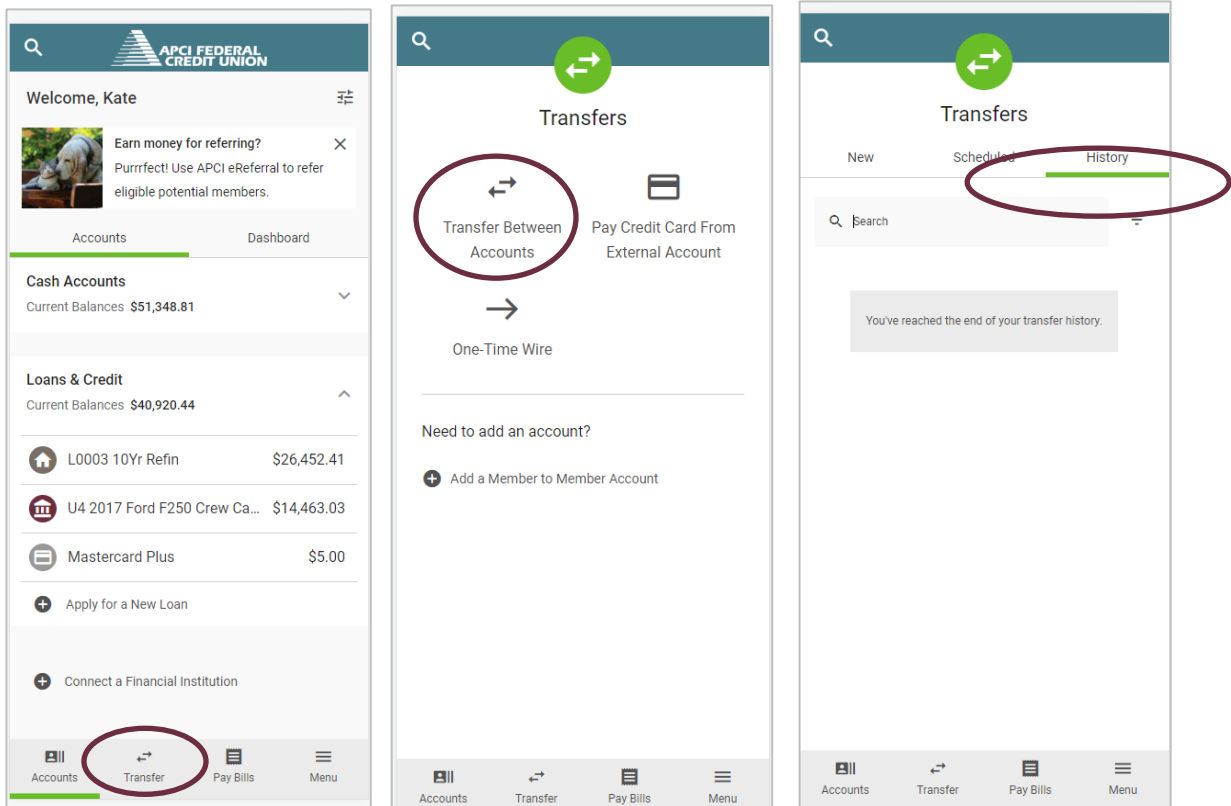 APCI FEDERAL
CREDIT UNION
Welcome, Kate
Earn money for referring?
Purrrfect! Use APCI eReferral to refer
eligible potential members.
Accounts Dashboard
Cash Accounts
Current Balances $51,348.81
Loans & Credit
Current Balances $40,920.44
L0003 10Yr Refin $26,452.41
U4 2017 Ford F250 Crew Ca... $14,463.03
Mastercard Plus $5.00
Apply for a New Loan
Connect a Financial Institution
Accounts Transfer Pay Bills Menu
Transfers
Transfer Between
Accounts
Pay Credit Card From
External Account
One-Time Wire
Need to add an account?
Add a Member to Member Account
Accounts Transfer Pay Bills Menu
Transfers
New Scheduled History
Search
You've reached the end of your transfer history.
Accounts Transfer Pay Bills Menu